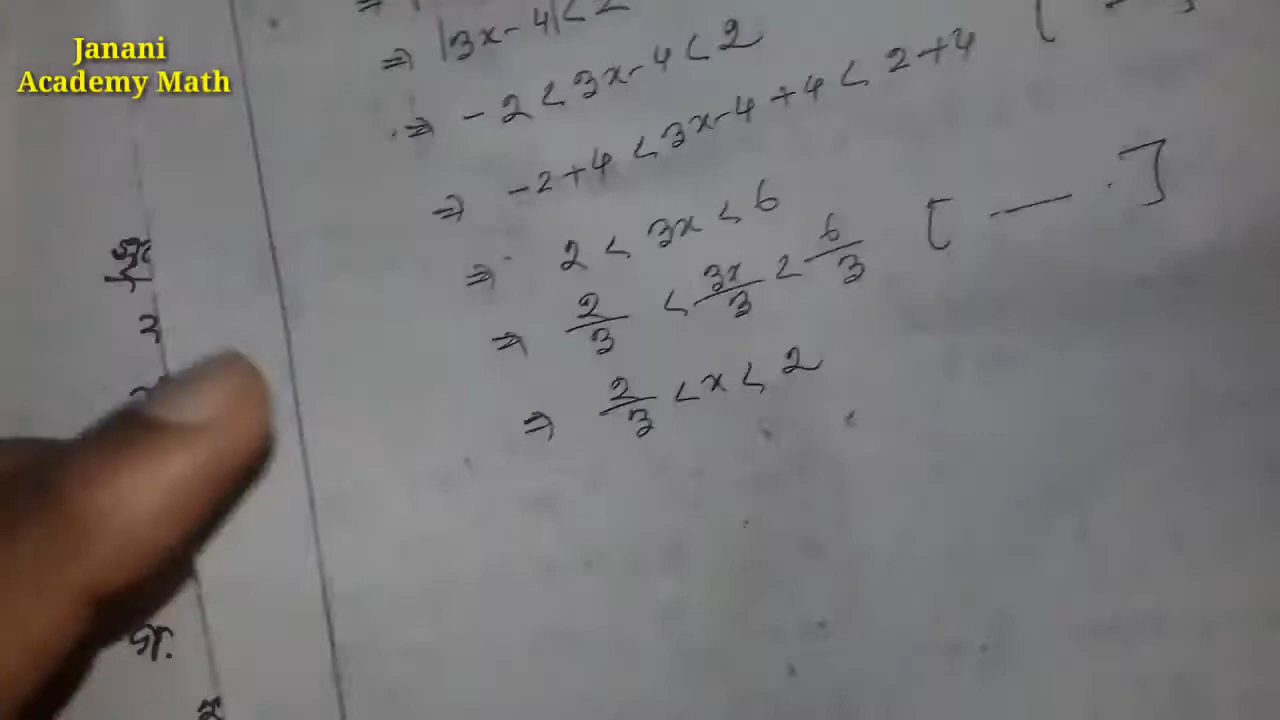 Janani
Academy Math
⇒ |3x-4|<2
⇒ -2<3x-4<2
⇒ -2+4<3x-4+4<2+4
⇒ 2<3x<6
⇒ 2/3 < 3x/3 < 6/3 [ — ]
⇒ 2/3 < x < 2
২